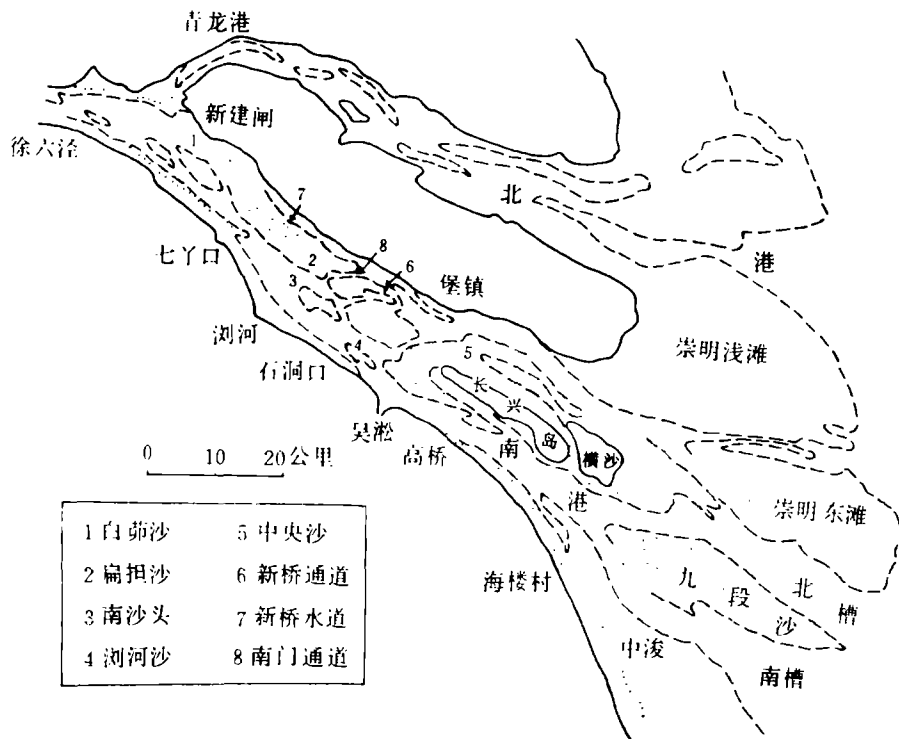 青龙港
新建闸
徐六泾
1
北
7
七丫口
8
港
2
6
堡镇
3
浏河
崇明浅滩
4
5
石洞口
长
兴
吴淞
岛
0 10 20公里
高桥
南
横沙
港
崇明东滩
1白茆沙 5中央沙
2扁担沙 6新桥通道
3南沙头 7新桥水道
4浏河沙 8南门通道
海楼村
九
段
沙
北
槽
中浚
南槽